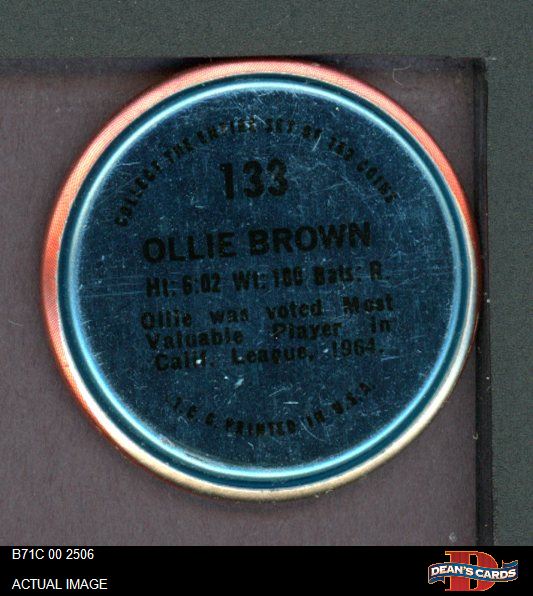 COLLECT THE ENTIRE SET OF 153 COINS
133
OLLIE BROWN
Ht: 6:02 Wt: 180 Bats: R.
Ollie was voted Most
Valuable Player in
Calif. League, 1964.
T.C.G. PRINTED IN U.S.A.
B71C 00 2506
ACTUAL IMAGE
D
DEAN'S CARDS